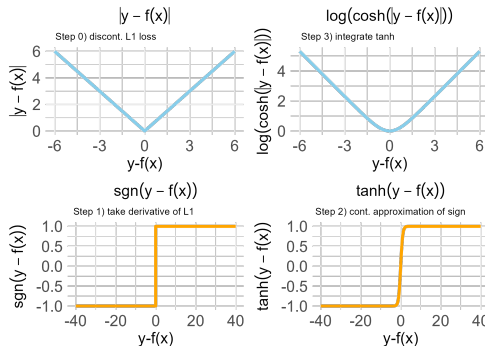 |y − f(x)|
Step 0) discont. L1 loss
|y − f(x)|
6
4
2
0
-6 -3 0 3 6
y-f(x)
log(cosh(|y − f(x)|))
Step 3) integrate tanh
log(cosh(|y − f(x)|))
4
2
0
-6 -3 0 3 6
y-f(x)
sgn(y − f(x))
Step 1) take derivative of L1
sgn(y − f(x))
1.0
0.5
0.0
-0.5
-1.0
-40 -20 0 20 40
y-f(x)
tanh(y − f(x))
Step 2) cont. approximation of sign
tanh(y − f(x))
1.0
0.5
0.0
-0.5
-1.0
-40 -20 0 20 40
y-f(x)